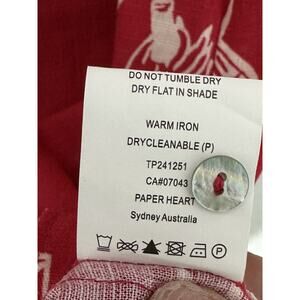 DO NOT TUMBLE DRY
DRY FLAT IN SHADE
WARM IRON
DRYCLEANABLE (P)
TP241251
CA#07043
PAPER HEART
Sydney Australia